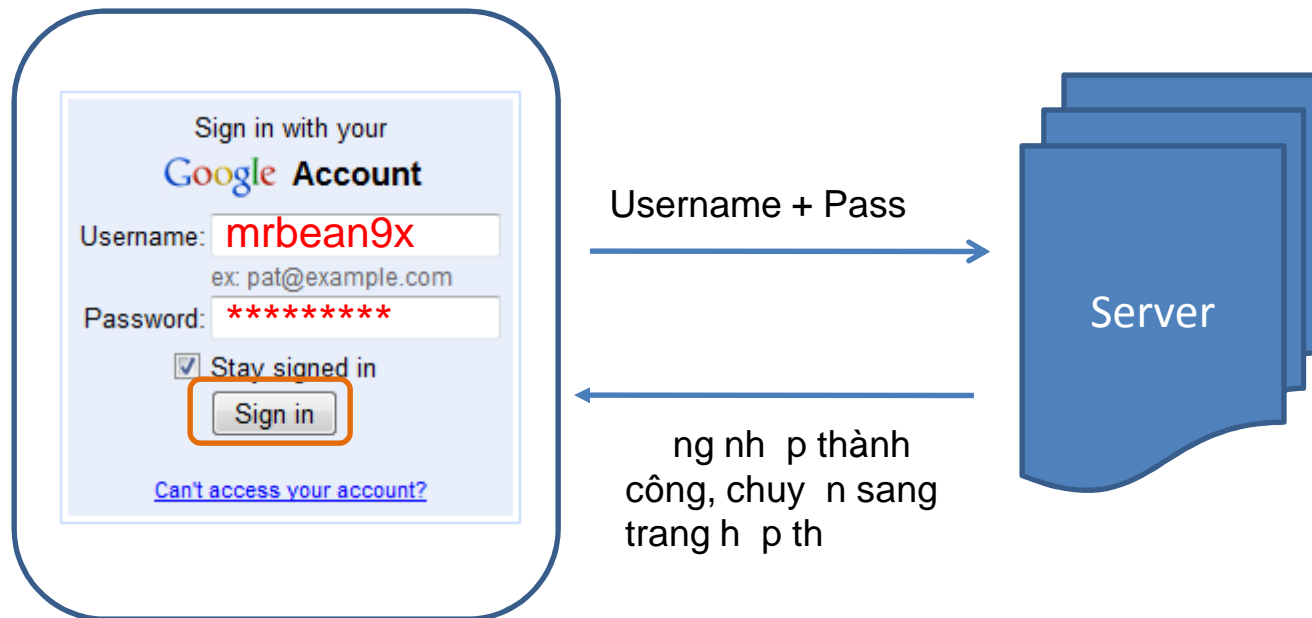 Sign in with your
Google Account
Username: mrbean9x
ex: pat@example.com
Password: *********
Stay signed in
Sign in
Can't access your account?
Username + Pass
ng nh p thành
công, chuy n sang
trang h p th
Server